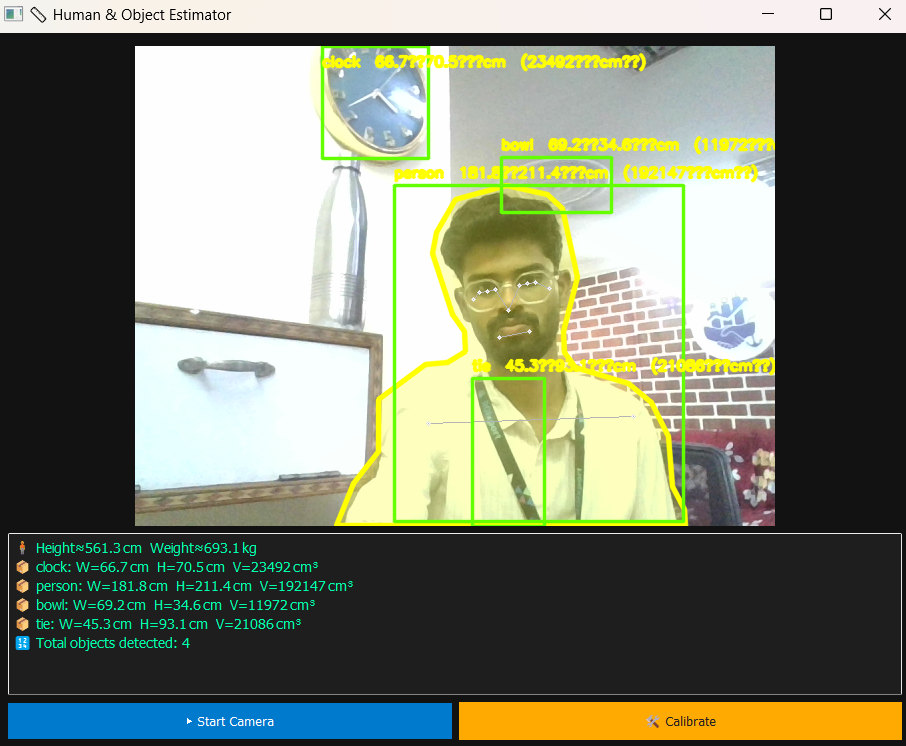 Human & Object Estimator
clock 66.7???70.5???cm (23492???cm??)
bowl 69.2???34.6???cm (11972???cm
person 181.8???211.4???cm (192147???cm??)
tie 45.3???93.1???cm (21086???cm??)
Height≈561.3 cm Weight≈693.1 kg
clock: W=66.7 cm H=70.5 cm V=23492 cm³
person: W=181.8 cm H=211.4 cm V=192147 cm³
bowl: W=69.2 cm H=34.6 cm V=11972 cm³
tie: W=45.3 cm H=93.1 cm V=21086 cm³
Total objects detected: 4
Start Camera
Calibrate